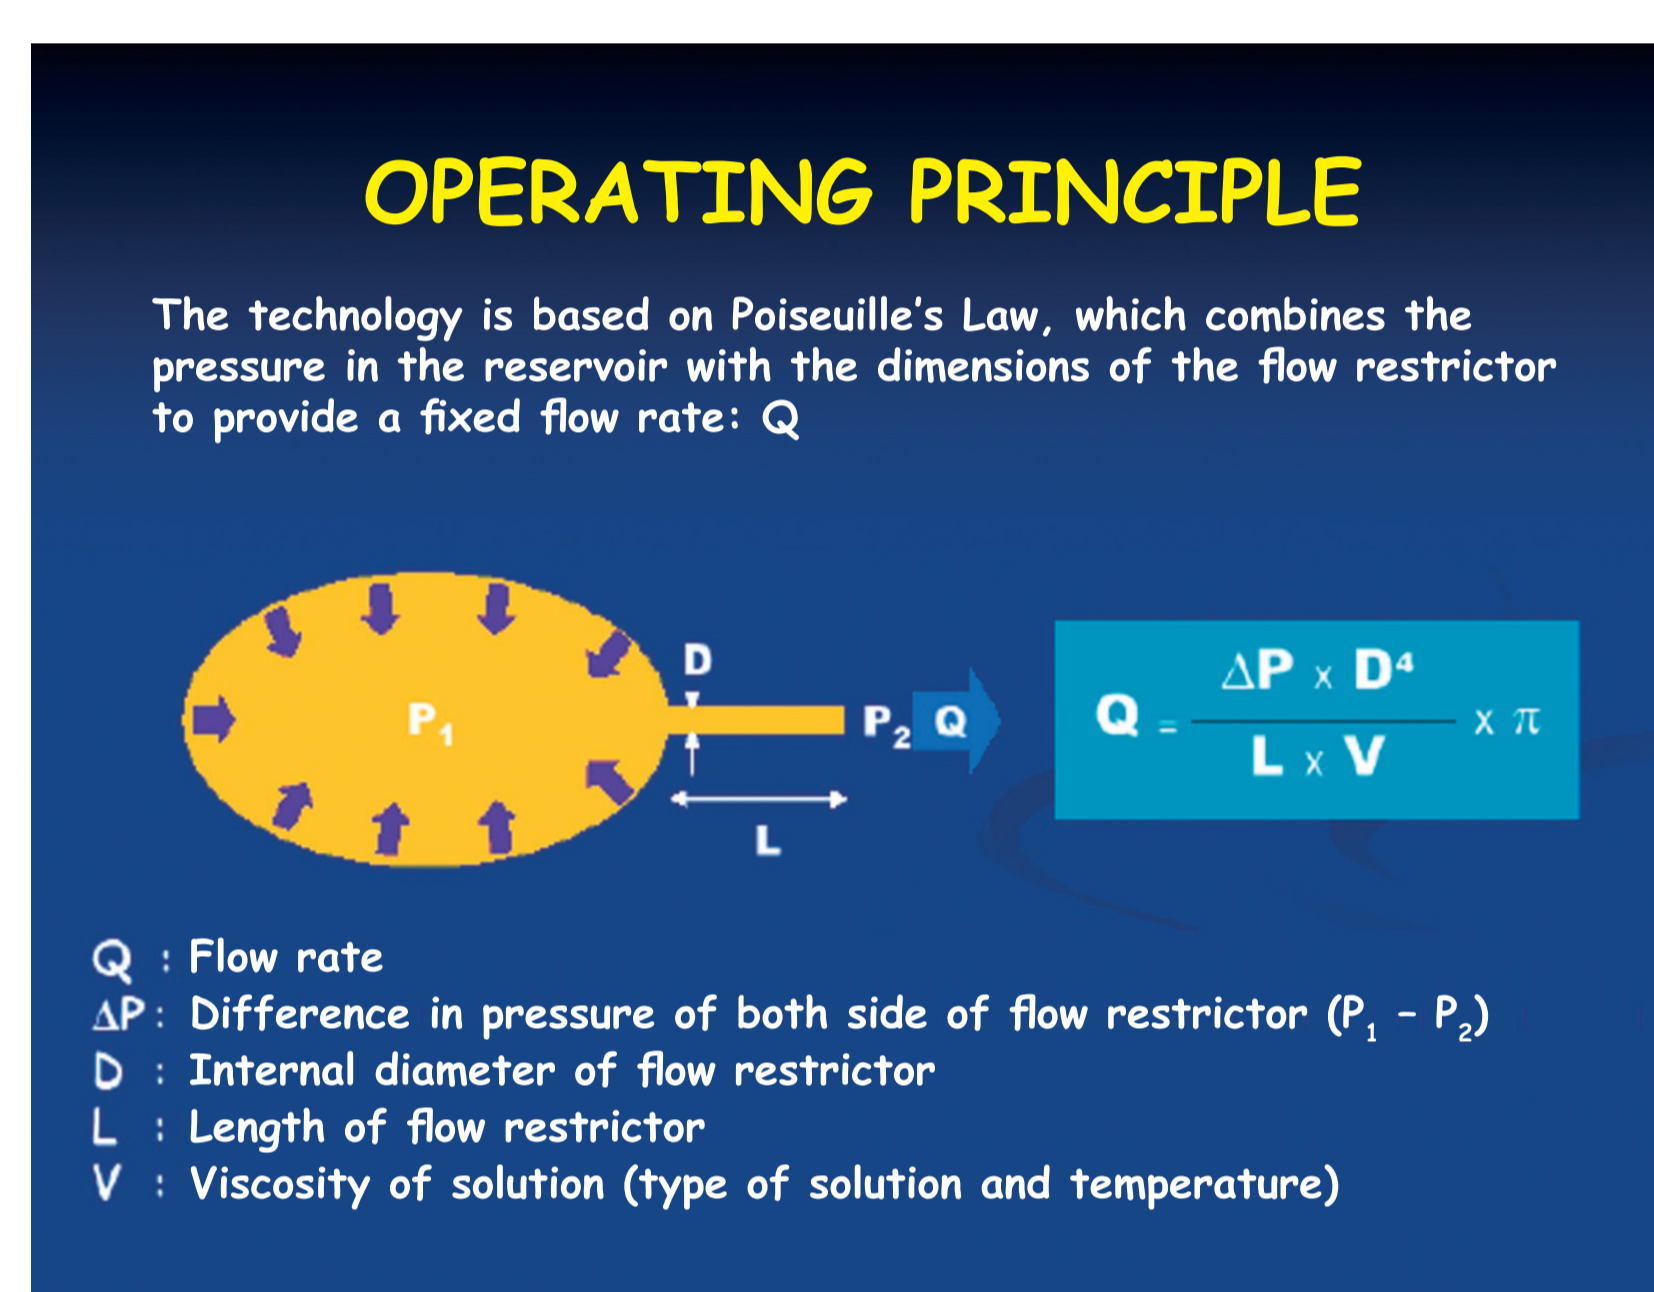 OPERATING PRINCIPLE
The technology is based on Poiseuille's Law, which combines the
pressure in the reservoir with the dimensions of the flow restrictor
to provide a fixed flow rate: Q
D
P₁
P₂ Q
L
ΔP x D⁴
Q = x π
L x V
Q : Flow rate
ΔP : Difference in pressure of both side of flow restrictor (P₁ - P₂)
D : Internal diameter of flow restrictor
L : Length of flow restrictor
V : Viscosity of solution (type of solution and temperature)